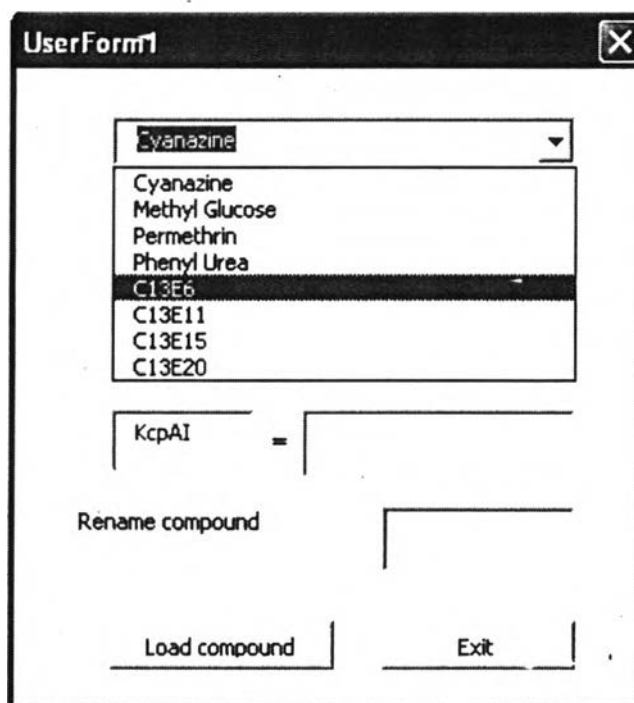 UserForm1
Cyanazine
Cyanazine
Methyl Glucose
Permethrin
Phenyl Urea
C13E6
C13E11
C13E15
C13E20
KcpAI =
Rename compound
Load compound Exit